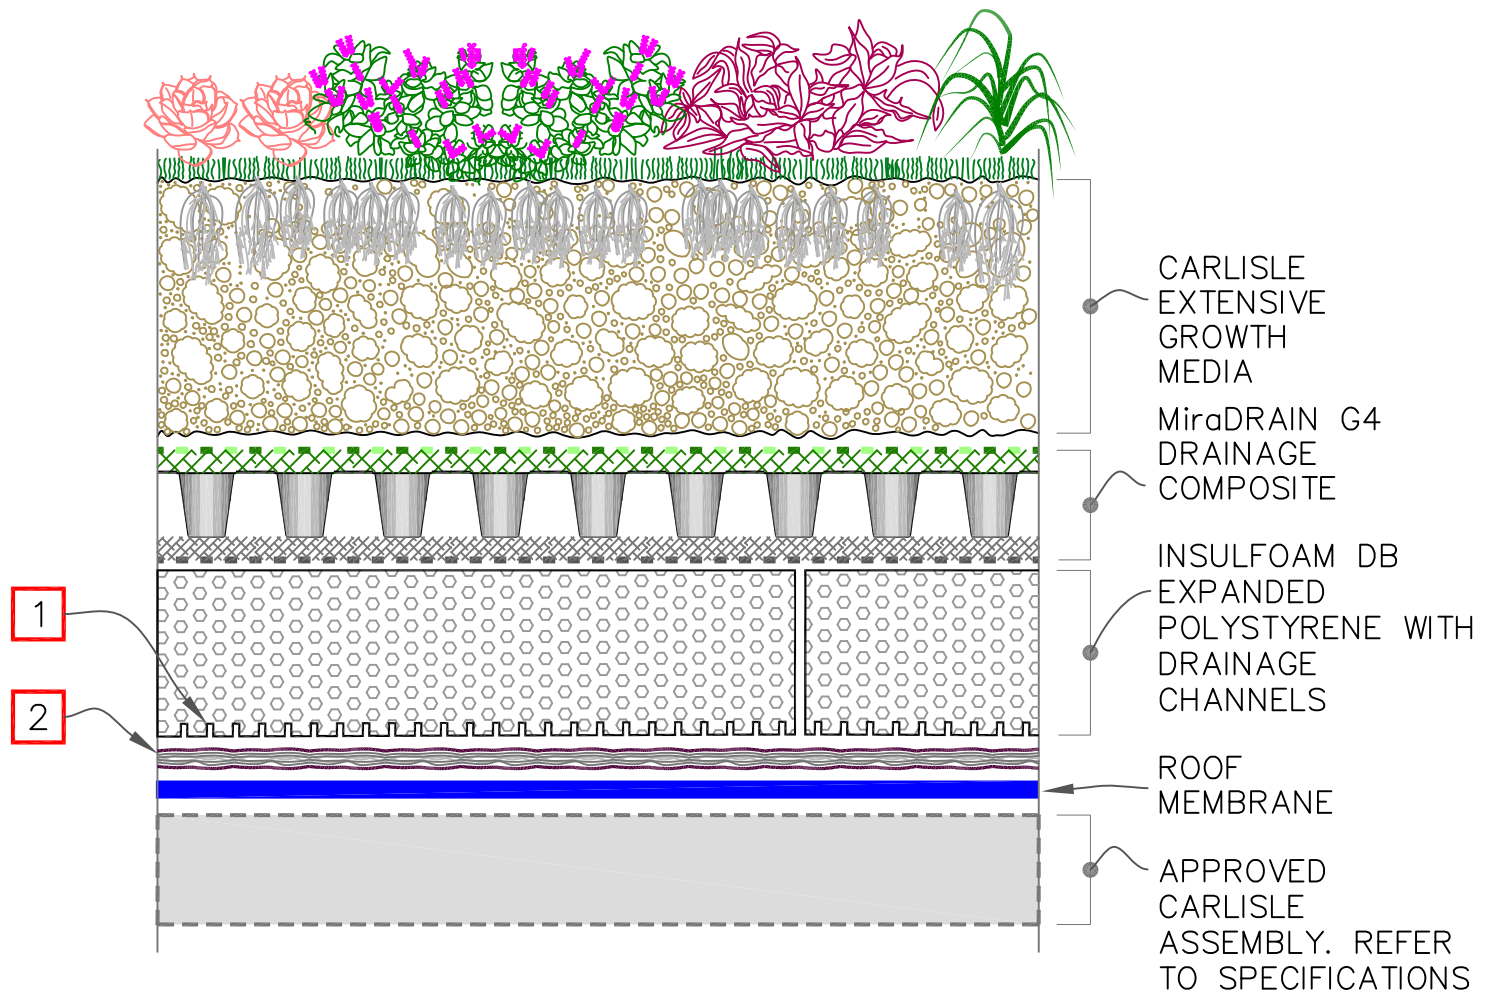 CARLISLE
EXTENSIVE
GROWTH
MEDIA
MiraDRAIN G4
DRAINAGE
COMPOSITE
INSULFOAM DB
EXPANDED
POLYSTYRENE WITH
DRAINAGE
CHANNELS
1
2
ROOF
MEMBRANE
APPROVED
CARLISLE
ASSEMBLY. REFER
TO SPECIFICATIONS